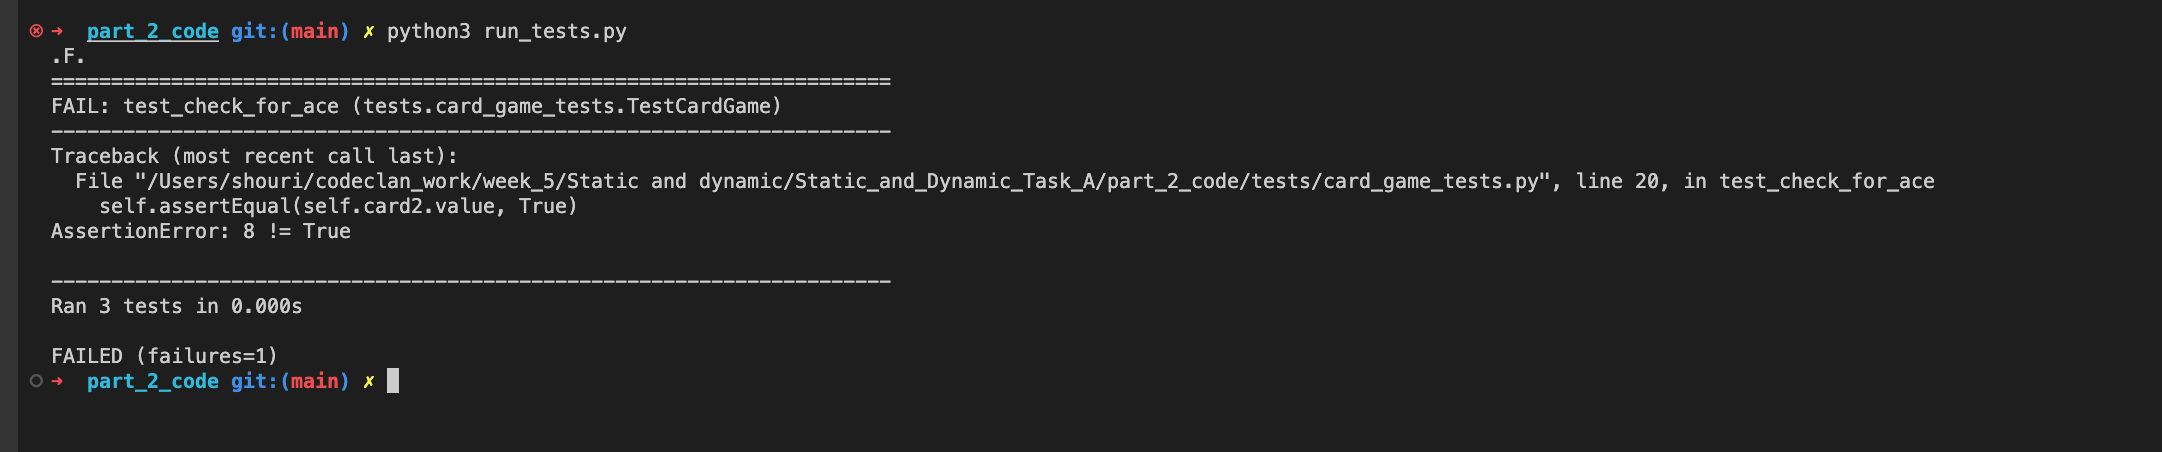 ➜ part_2_code git:(main) ✗ python3 run_tests.py
.F.
======================================================================
FAIL: test_check_for_ace (tests.card_game_tests.TestCardGame)
----------------------------------------------------------------------
Traceback (most recent call last):
  File "/Users/shouri/codeclan_work/week_5/Static and dynamic/Static_and_Dynamic_Task_A/part_2_code/tests/card_game_tests.py", line 20, in test_check_for_ace
    self.assertEqual(self.card2.value, True)
AssertionError: 8 != True
----------------------------------------------------------------------
Ran 3 tests in 0.000s
FAILED (failures=1)
➜ part_2_code git:(main) ✗